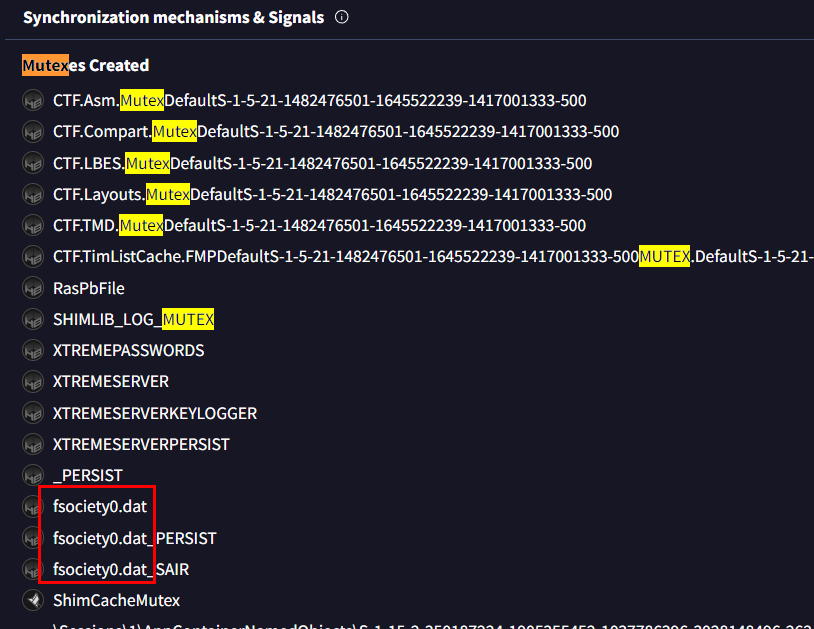 Synchronization mechanisms & Signals
Mutexes Created
CTF.Asm.MutexDefaultS-1-5-21-1482476501-1645522239-1417001333-500
CTF.Compart.MutexDefaultS-1-5-21-1482476501-1645522239-1417001333-500
CTF.LBES.MutexDefaultS-1-5-21-1482476501-1645522239-1417001333-500
CTF.Layouts.MutexDefaultS-1-5-21-1482476501-1645522239-1417001333-500
CTF.TMD.MutexDefaultS-1-5-21-1482476501-1645522239-1417001333-500
CTF.TimListCache.FMPDefaultS-1-5-21-1482476501-1645522239-1417001333-500MUTEX.DefaultS-1-5-21-
RasPbFile
SHIMLIB_LOG_MUTEX
XTREMEPASSWORDS
XTREMESERVER
XTREMESERVERKEYLOGGER
XTREMESERVERPERSIST
_PERSIST
fsociety0.dat
fsociety0.dat_PERSIST
fsociety0.dat_SAIR
ShimCacheMutex